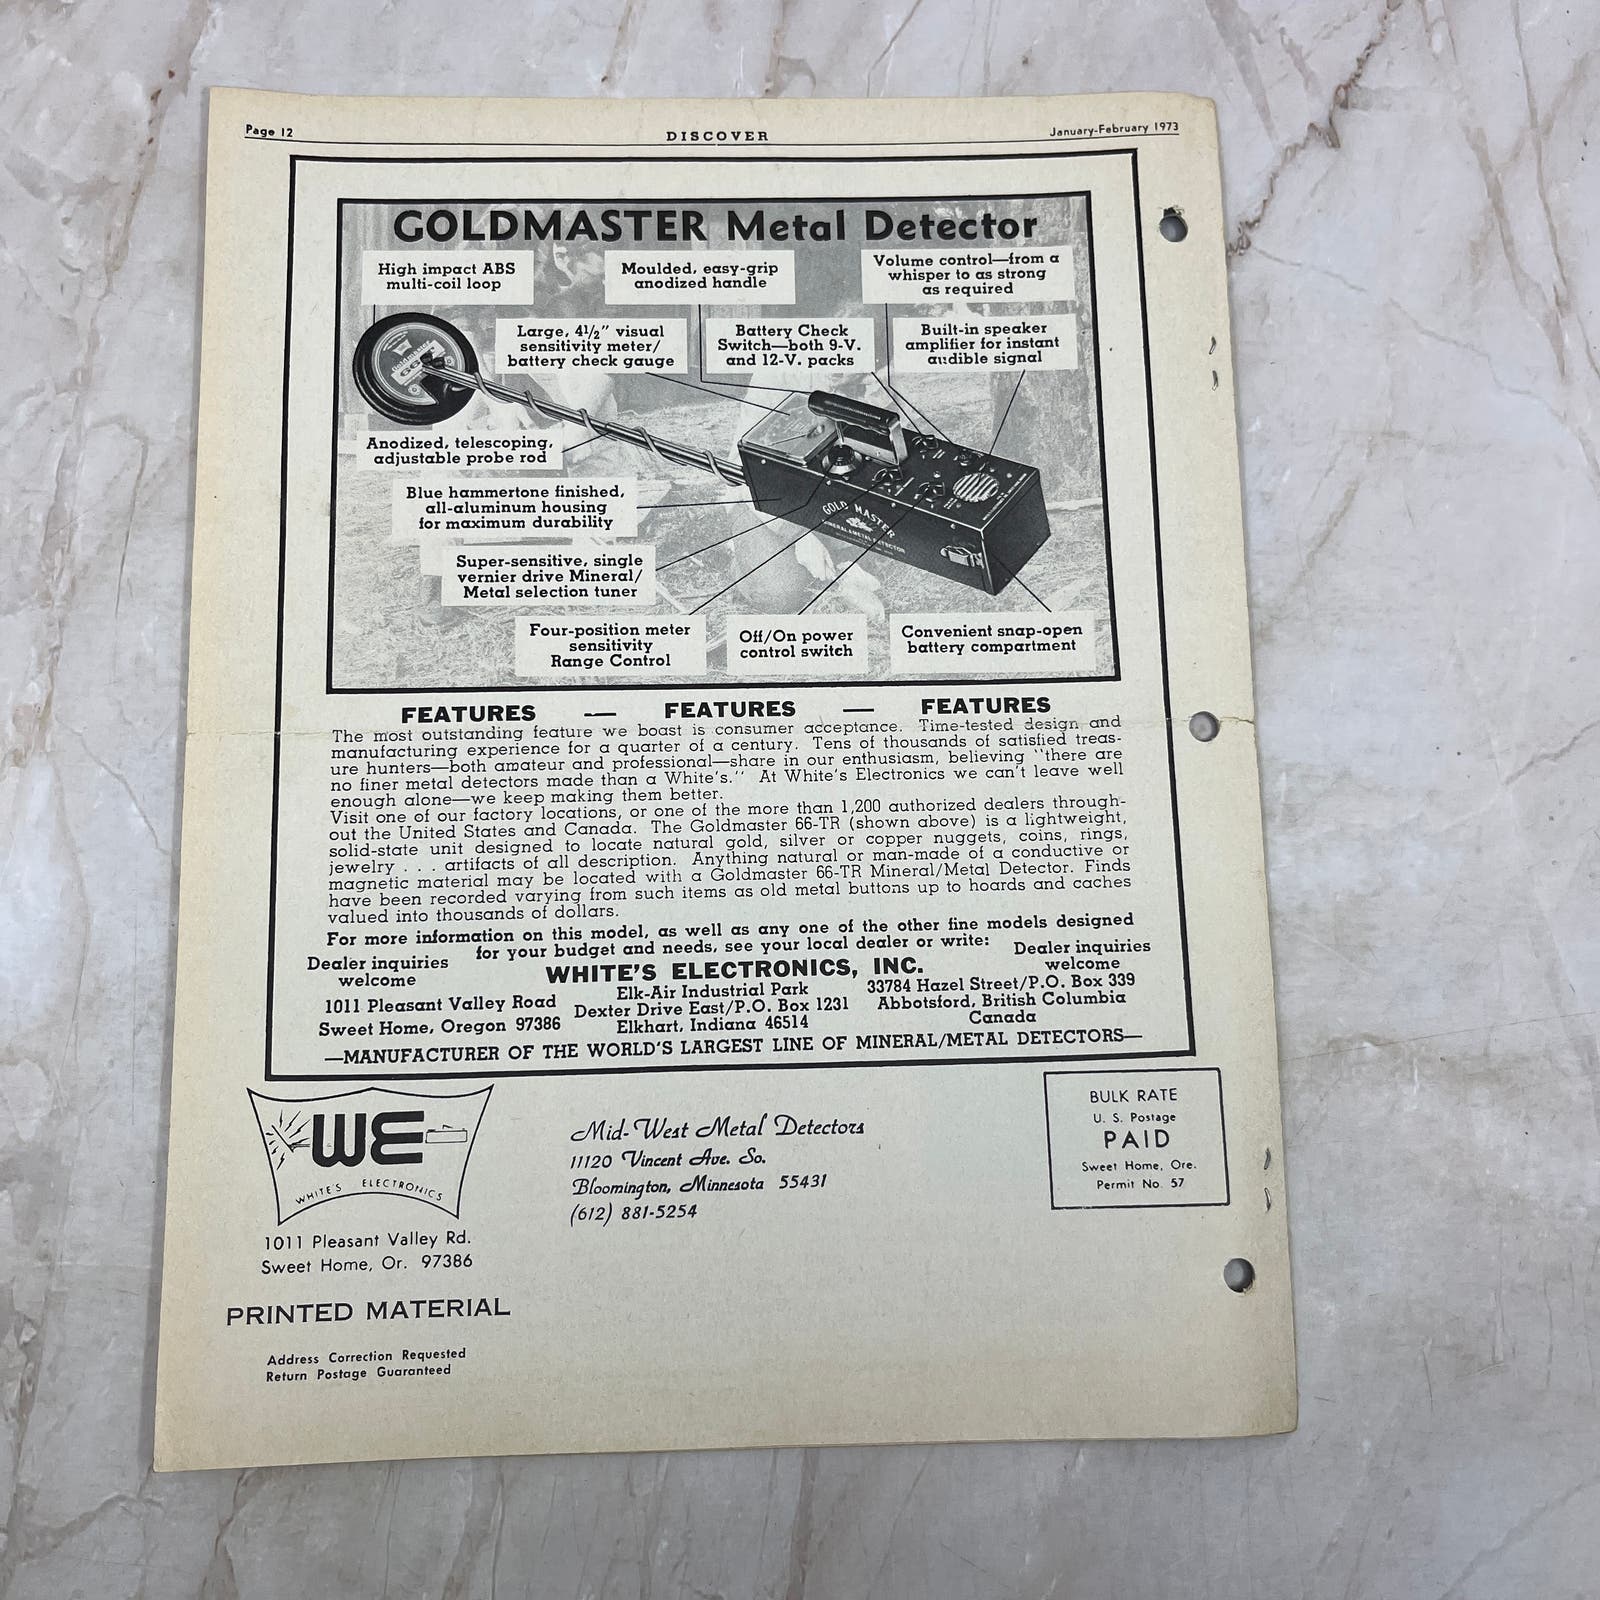 Page 12
DISCOVER
January-February 1973
GOLDMASTER Metal Detector
High impact ABS
multi-coil loop
Moulded, easy-grip
anodized handle
Volume control—from a
whisper to as strong
as required
Large, 4½" visual
sensitivity meter/
battery check gauge
Battery Check
Switch—both 9-V.
and 12-V. packs
Built-in speaker
amplifier for instant
audible signal
Goldmaster
66
Anodized, telescoping,
adjustable probe rod
Blue hammertone finished,
all-aluminum housing
for maximum durability
GOLD MASTER
MINERAL & METAL DETECTOR
Super-sensitive, single
vernier drive Mineral/
Metal selection tuner
Four-position meter
sensitivity
Range Control
Off/On power
control switch
Convenient snap-open
battery compartment
FEATURES — FEATURES — FEATURES
The most outstanding feature we boast is consumer acceptance. Time-tested design and
manufacturing experience for a quarter of a century. Tens of thousands of satisfied treas-
ure hunters—both amateur and professional—share in our enthusiasm, believing "there are
no finer metal detectors made than a White's." At White's Electronics we can't leave well
enough alone—we keep making them better.
Visit one of our factory locations, or one of the more than 1,200 authorized dealers through-
out the United States and Canada. The Goldmaster 66-TR (shown above) is a lightweight,
solid-state unit designed to locate natural gold, silver or copper nuggets, coins, rings,
jewelry . . . artifacts of all description. Anything natural or man-made of a conductive or
magnetic material may be located with a Goldmaster 66-TR Mineral/Metal Detector. Finds
have been recorded varying from such items as old metal buttons up to hoards and caches
valued into thousands of dollars.
For more information on this model, as well as any one of the other fine models designed
for your budget and needs, see your local dealer or write:
Dealer inquiries
welcome
WHITE'S ELECTRONICS, INC.
Dealer inquiries
welcome
1011 Pleasant Valley Road
Sweet Home, Oregon 97386
Elk-Air Industrial Park
Dexter Drive East/P.O. Box 1231
Elkhart, Indiana 46514
33784 Hazel Street/P.O. Box 339
Abbotsford, British Columbia
Canada
—MANUFACTURER OF THE WORLD'S LARGEST LINE OF MINERAL/METAL DETECTORS—
WE
WHITE'S ELECTRONICS
1011 Pleasant Valley Rd.
Sweet Home, Or. 97386
PRINTED MATERIAL
Address Correction Requested
Return Postage Guaranteed
Mid-West Metal Detectors
11120 Vincent Ave. So.
Bloomington, Minnesota 55431
(612) 881-5254
BULK RATE
U. S. Postage
PAID
Sweet Home, Ore.
Permit No. 57